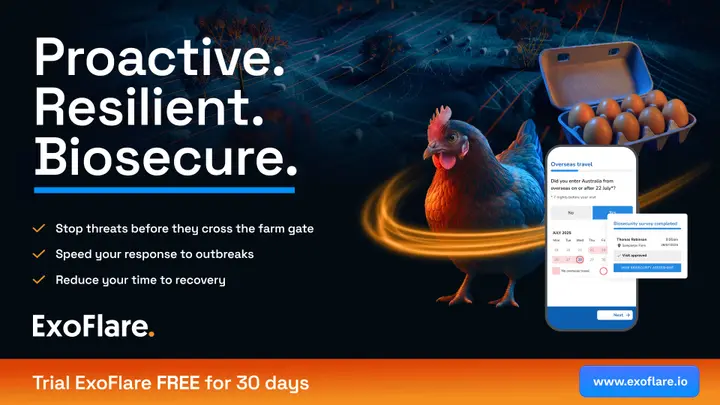 Proactive.
Resilient.
Biosecure.
Stop threats before they cross the farm gate
Speed your response to outbreaks
Reduce your time to recovery
ExoFlare.
Overseas travel
Did you enter Australia from
overseas on or after 22 July*?
No
JULY 2025
Mon Tue Wed Thu Fri
Biosecurity survey completed
Visit approved
Next →
Trial ExoFlare FREE for 30 days
www.exoflare.io